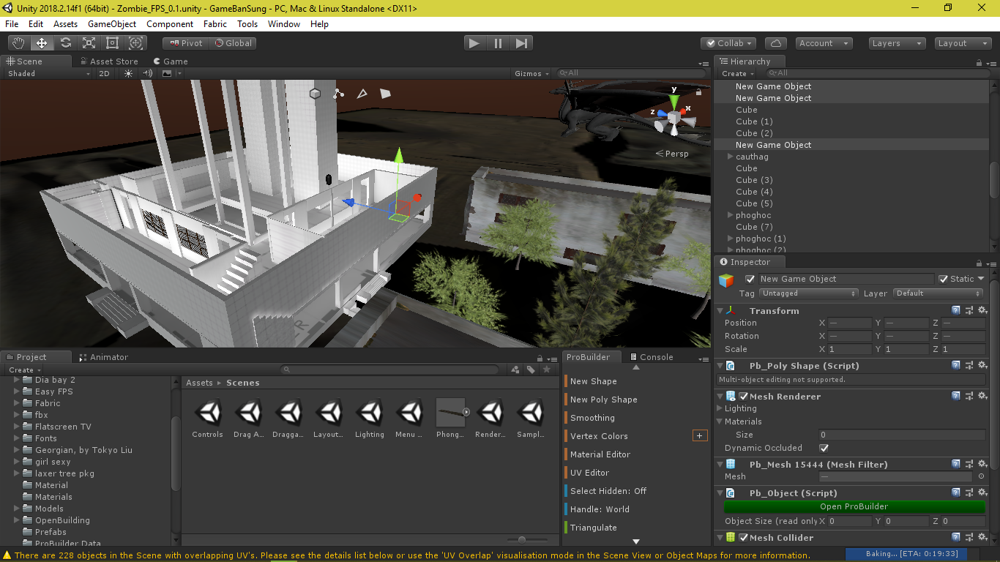 Unity 2018.2.14f1 (64bit) - Zombie_FPS_0.1.unity - GameBanSung - PC, Mac & Linux Standalone <DX11>
File Edit Assets GameObject Component Fabric Tools Window Help
Pivot Global Collab Account Layers Layout
Scene Asset Store Game
Shaded 2D Gizmos All
y
z x
Persp
Hierarchy
Create All
New Game Object
New Game Object
Cube
Cube (1)
Cube (2)
New Game Object
cauthag
Cube
Cube (3)
Cube (4)
Cube (5)
phoghoc
Cube (7)
phoghoc (1)
phoghoc (2)
Inspector
New Game Object Static
Tag Untagged Layer Default
Transform
Position X — Y — Z —
Rotation X — Y — Z —
Scale X 1 Y 1 Z 1
Pb_Poly Shape (Script)
Multi-object editing not supported.
Mesh Renderer
Lighting
Materials
Size 0
Dynamic Occluded
Pb_Mesh 15444 (Mesh Filter)
Mesh —
Pb_Object (Script)
Open ProBuilder
Object Size (read only X 0 Y 0 Z 0
Mesh Collider
Project Animator
Create
Dia bay 2
Easy FPS
Fabric
fbx
Flatscreen TV
Fonts
Georgian, by Tokyo Liu
girl sexy
laxer tree pkg
Material
Materials
Models
OpenBuilding
Prefabs
ProBuilder Data
Assets Scenes
Controls Drag A... Dragga... Layout... Lighting Menu ... Phong... Render... Sampl...
ProBuilder Console
New Shape
New Poly Shape
Smoothing
Vertex Colors +
Material Editor
UV Editor
Select Hidden: Off
Handle: World
Triangulate
There are 228 objects in the Scene with overlapping UV's. Please see the details list below or use the 'UV Overlap' visualisation mode in the Scene View or Object Maps for more information.
Baking... [ETA: 0:19:33]